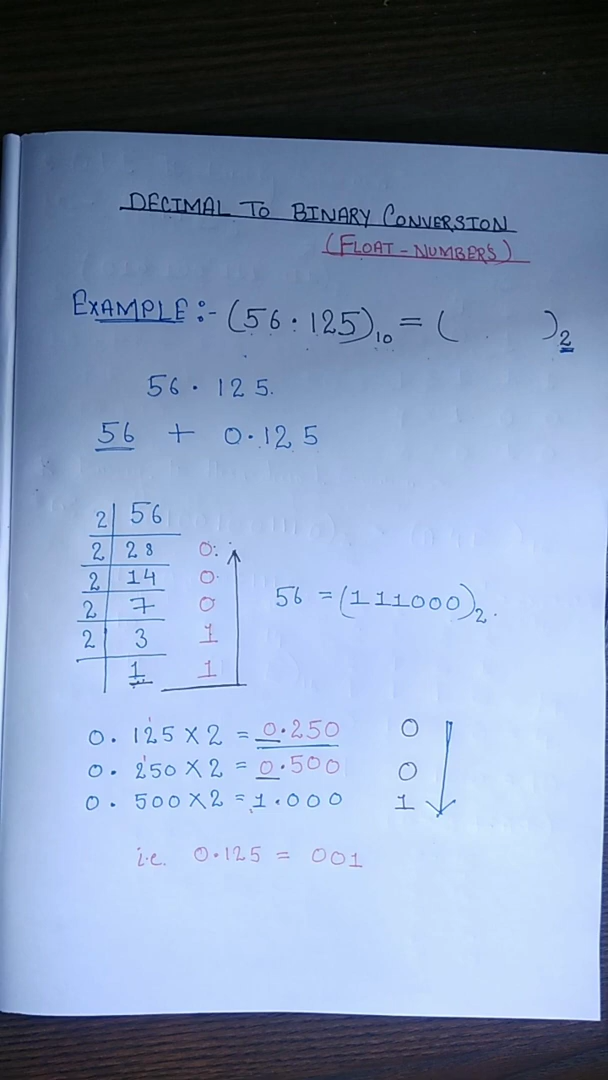 DECIMAL TO BINARY CONVERSION
(FLOAT - NUMBERS)
EXAMPLE :- (56.125)₁₀ = ( )₂
56.125.
56 + 0.125
2 | 56
2 | 28 0
2 | 14 0
2 | 7 0
2 | 3 1
1 1
56 = (111000)₂.
0.125 X 2 = 0.250 0
0.250 X 2 = 0.500 0
0.500 X 2 = 1.000 1
i.e. 0.125 = 001